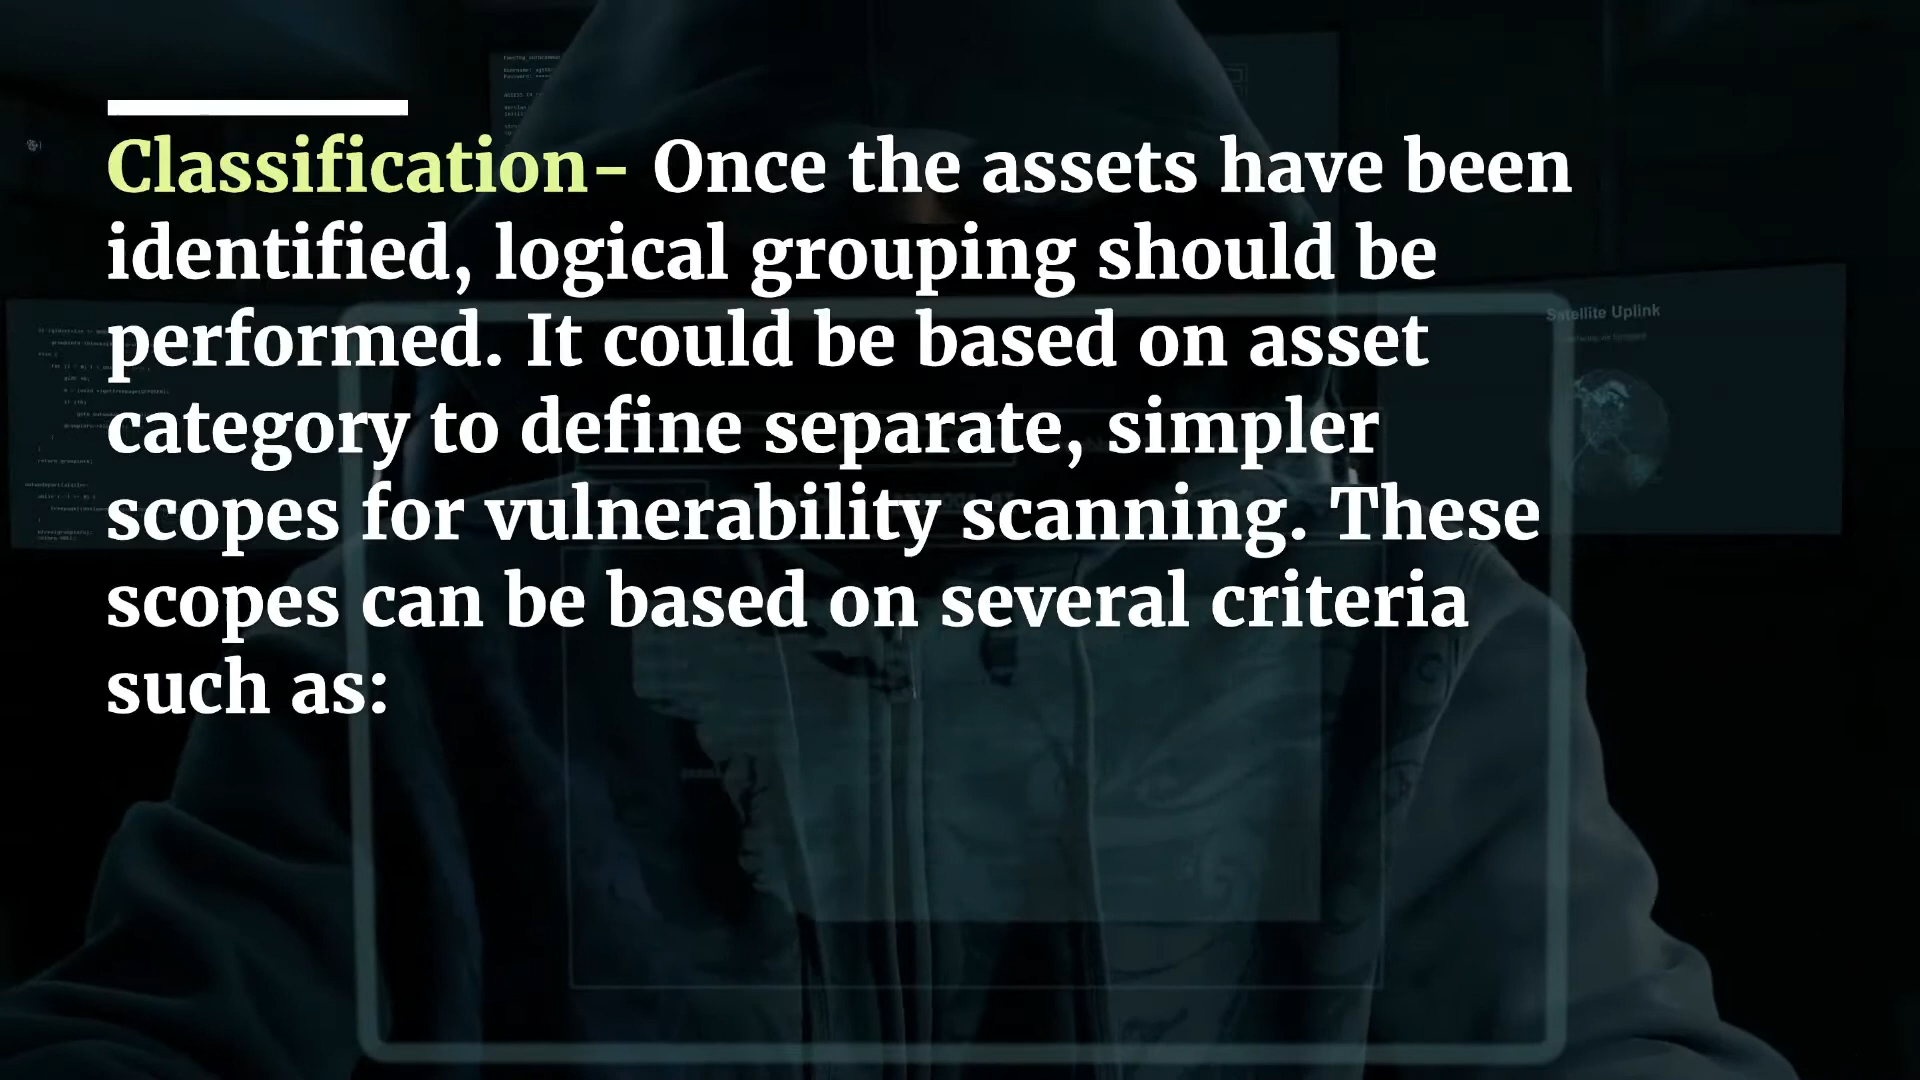 Classification- Once the assets have been
identified, logical grouping should be
performed. It could be based on asset
category to define separate, simpler
scopes for vulnerability scanning. These
scopes can be based on several criteria
such as:
Satellite Uplink